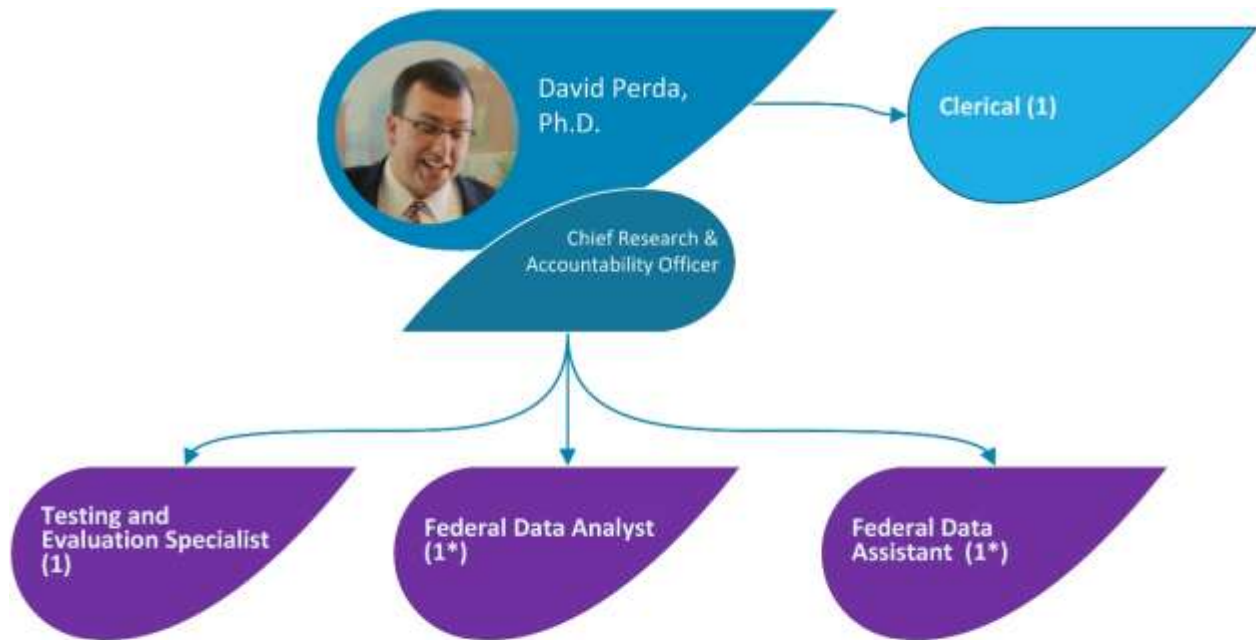 David Perda,
Ph.D.
Clerical (1)
Chief Research &
Accountability Officer
Testing and
Evaluation Specialist
(1)
Federal Data Analyst
(1*)
Federal Data
Assistant (1*)